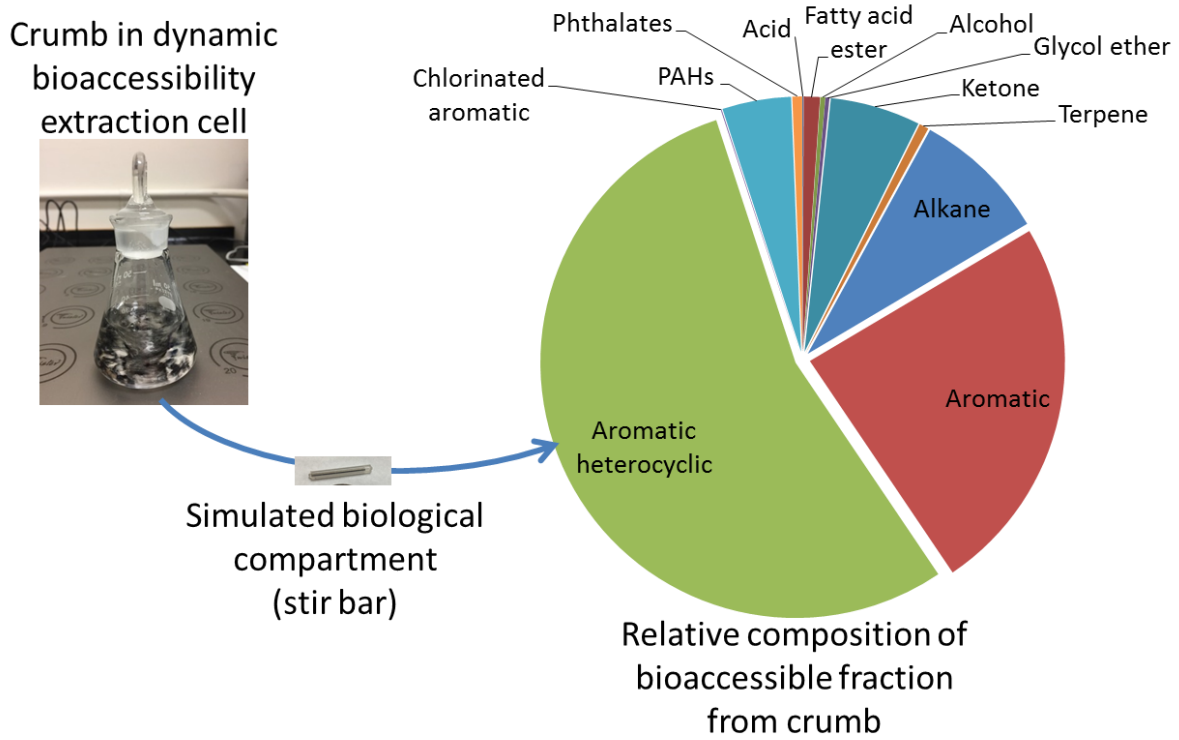 Crumb in dynamic
bioaccessibility
extraction cell
Phthalates
Acid
Fatty acid
ester
Alcohol
Glycol ether
Chlorinated
aromatic
PAHs
Ketone
Terpene
Alkane
Aromatic
Aromatic
heterocyclic
20
Simulated biological
compartment
(stir bar)
Relative composition of
bioaccessible fraction
from crumb